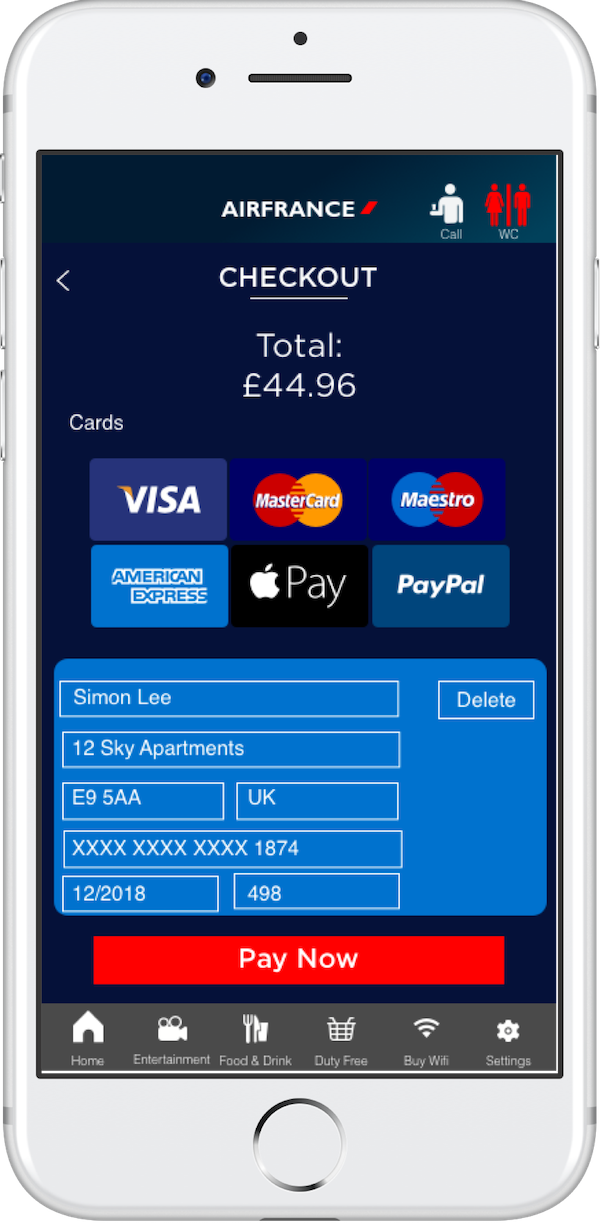 AIRFRANCE
Call
WC
CHECKOUT
Total:
£44.96
Cards
VISA
MasterCard
Maestro
AMERICAN EXPRESS
Pay
PayPal
Simon Lee
Delete
12 Sky Apartments
E9 5AA
UK
XXXX XXXX XXXX 1874
12/2018
498
Pay Now
Home
Entertainment
Food & Drink
Duty Free
Buy Wifi
Settings